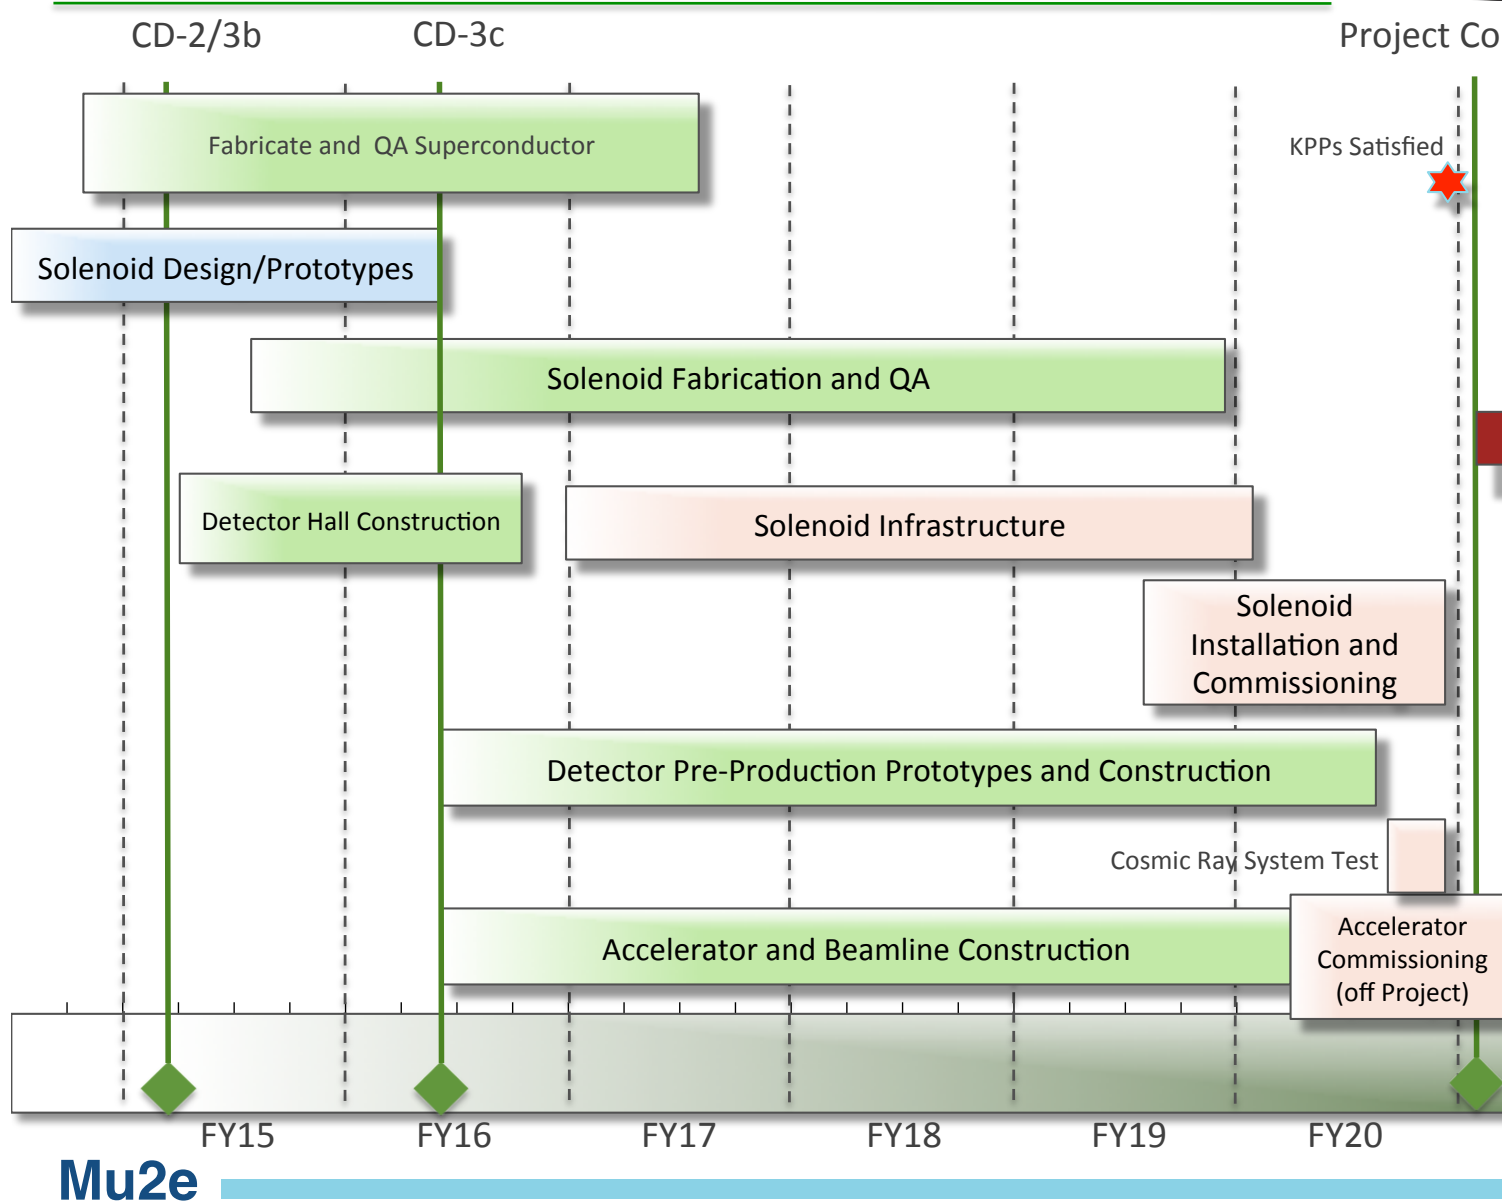 CD-2/3b
CD-3c
Project Co
Fabricate and QA Superconductor
KPPs Satisfied
Solenoid Design/Prototypes
Solenoid Fabrication and QA
Detector Hall Construction
Solenoid Infrastructure
Solenoid
Installation and
Commissioning
Detector Pre-Production Prototypes and Construction
Cosmic Ray System Test
Accelerator and Beamline Construction
Accelerator
Commissioning
(off Project)
FY15
FY16
FY17
FY18
FY19
FY20
Mu2e